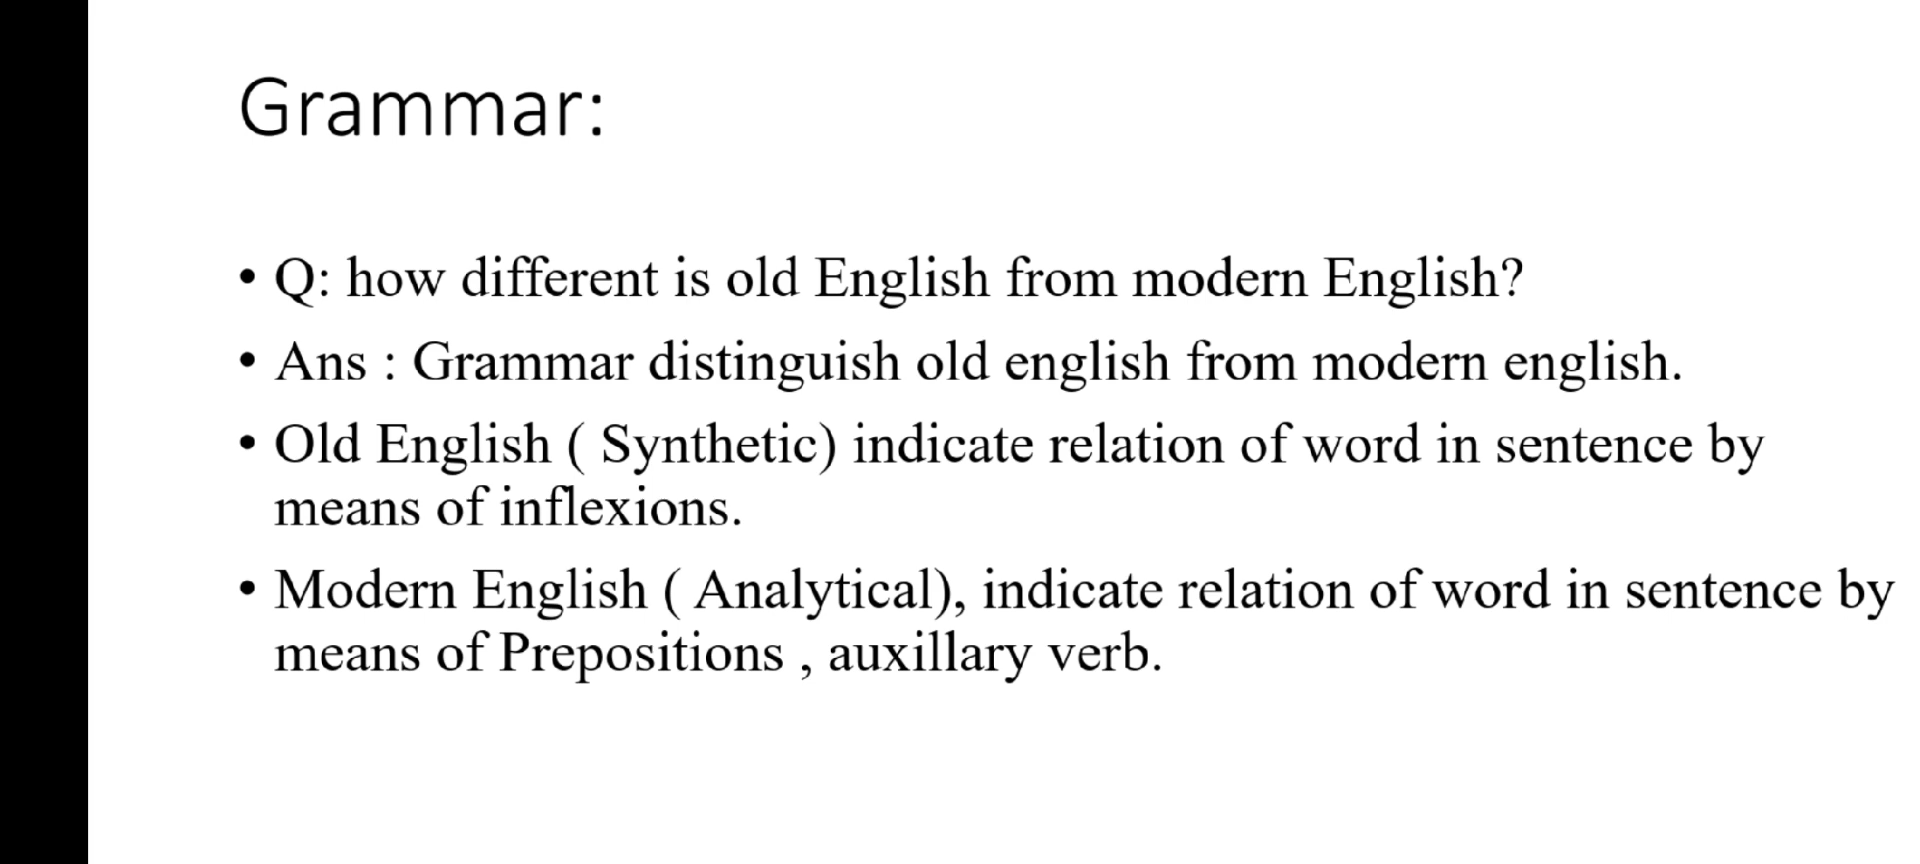 Grammar:
• Q: how different is old English from modern English?
• Ans : Grammar distinguish old english from modern english.
• Old English ( Synthetic) indicate relation of word in sentence by
means of inflexions.
• Modern English ( Analytical), indicate relation of word in sentence by
means of Prepositions , auxillary verb.